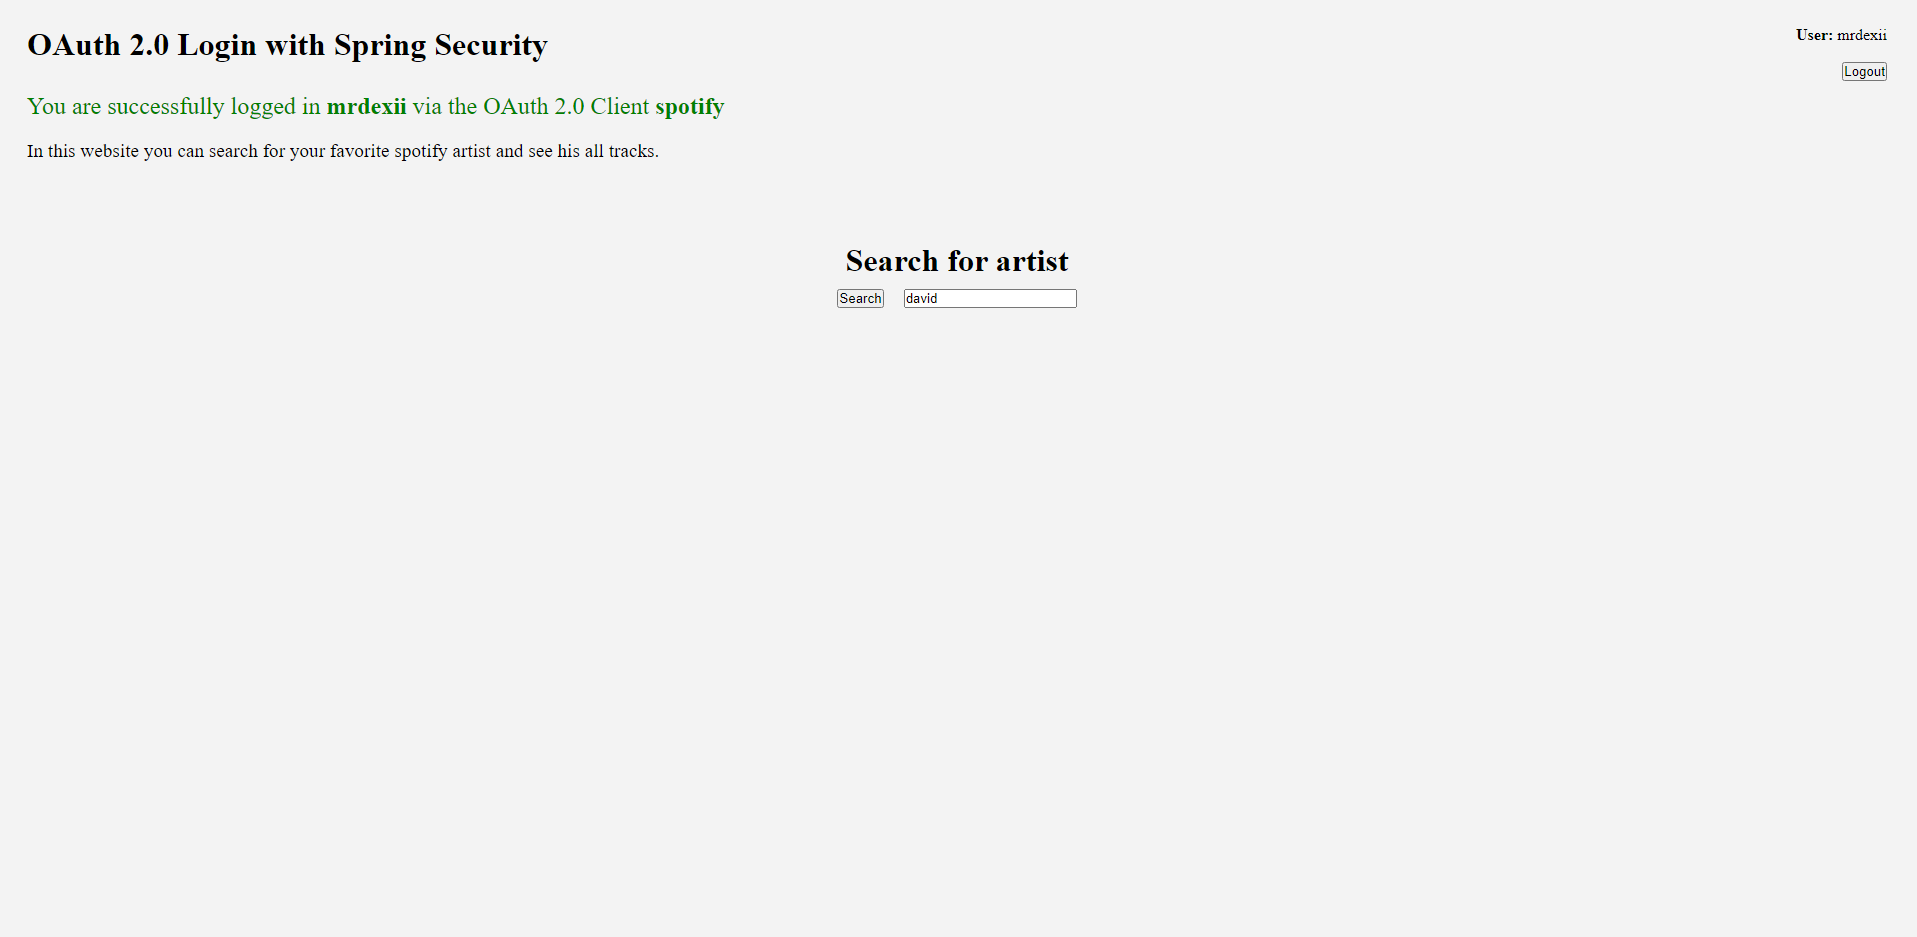 OAuth 2.0 Login with Spring Security
User: mrdexii
Logout
You are successfully logged in mrdexii via the OAuth 2.0 Client spotify
In this website you can search for your favorite spotify artist and see his all tracks.
Search for artist
Search david